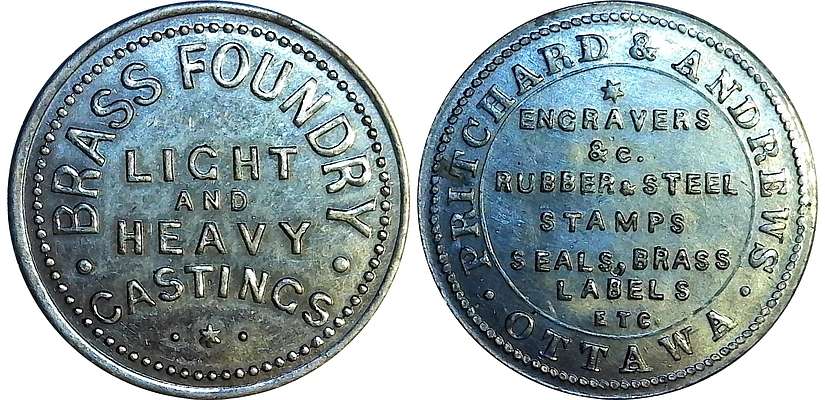 BRASS FOUNDRY
LIGHT
AND
HEAVY
CASTINGS
PRITCHARD & ANDREWS
ENGRAVERS
&c.
RUBBER & STEEL
STAMPS
SEALS, BRASS
LABELS
ETC
OTTAWA